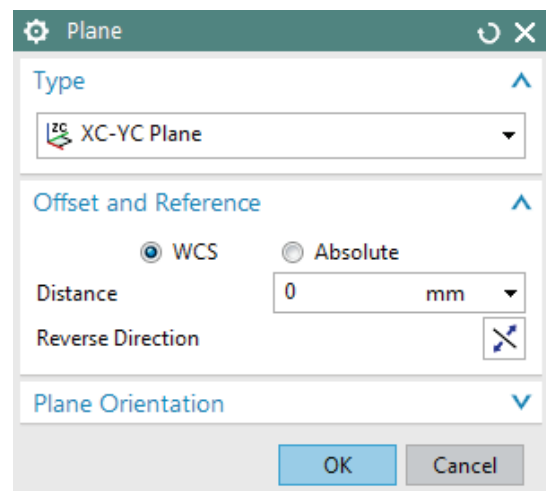 Plane
Type
ZC XC-YC Plane
Offset and Reference
WCS Absolute
Distance 0 mm
Reverse Direction
Plane Orientation
OK Cancel